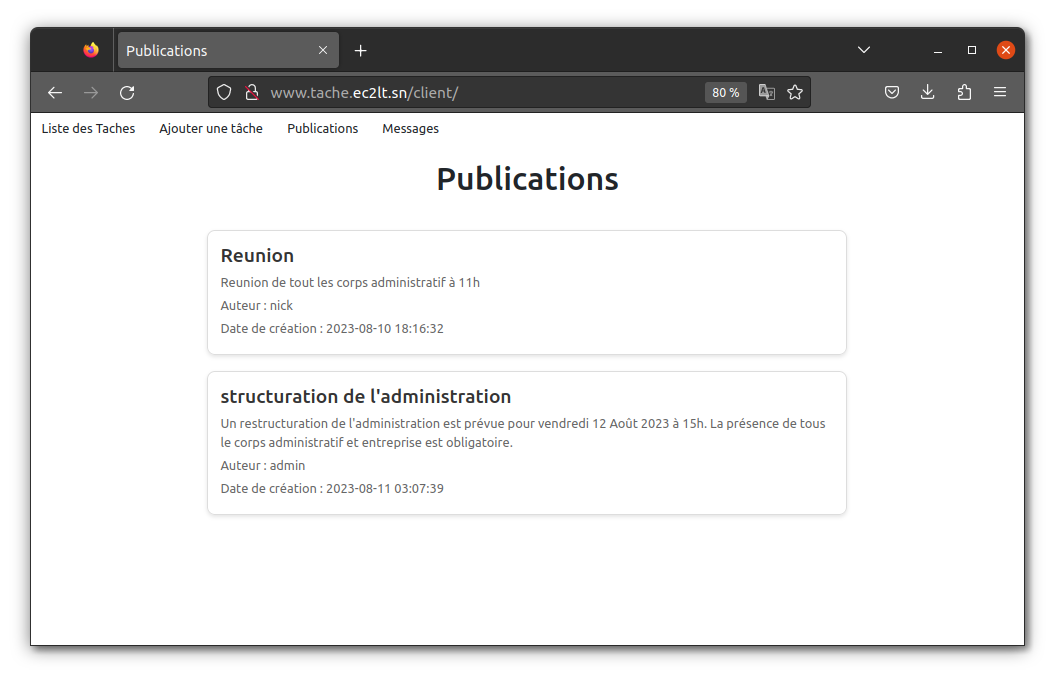 Publications
www.tache.ec2lt.sn/client/
80 %
Liste des Taches Ajouter une tâche Publications Messages
Publications
Reunion
Reunion de tout les corps administratif à 11h
Auteur : nick
Date de création : 2023-08-10 18:16:32
structuration de l'administration
Un restructuration de l'administration est prévue pour vendredi 12 Août 2023 à 15h. La présence de tous
le corps administratif et entreprise est obligatoire.
Auteur : admin
Date de création : 2023-08-11 03:07:39